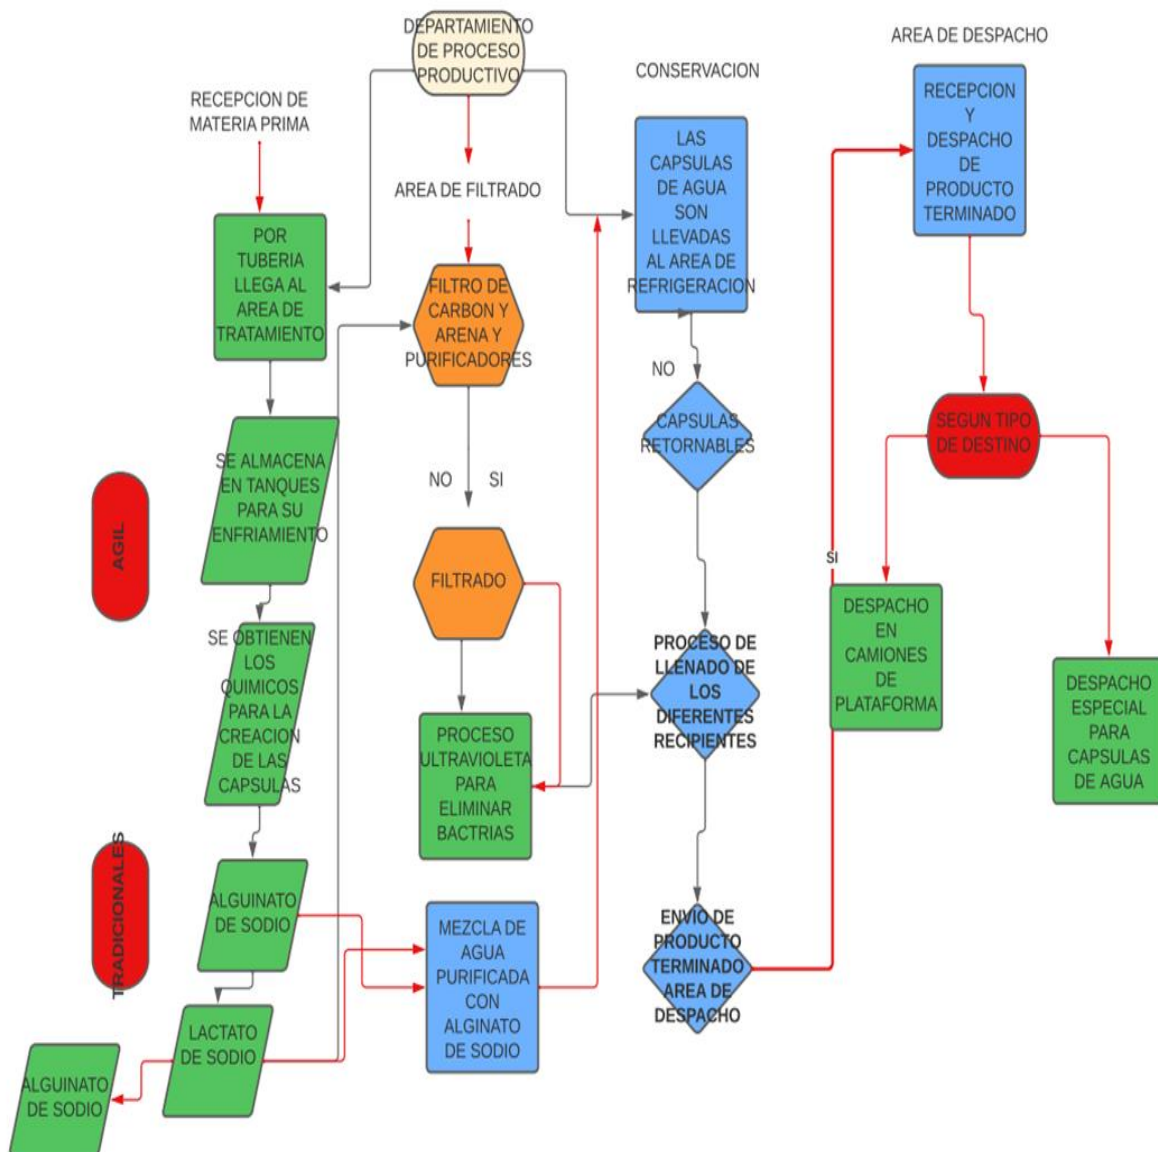 DEPARTAMIENTO
DE PROCESO
PRODUCTIVO
RECEPCION DE
MATERIA PRIMA
POR
TUBERIA
LLEGA AL
AREA DE
TRATAMIENTO
SE ALMACENA
EN TANQUES
PARA SU
ENFRIAMIENTO
SE OBTIENEN
LOS
QUIMICOS
PARA LA
CREACION
DE LAS
CAPSULAS
ALGUINATO
DE SODIO
LACTATO
DE SODIO
ALGUINATO
DE SODIO
AGIL
TRADICIONALES
AREA DE FILTRADO
FILTRO DE
CARBON Y
ARENA Y
PURIFICADORES
NO
SI
FILTRADO
PROCESO
ULTRAVIOLETA
PARA
ELIMINAR
BACTRIAS
MEZCLA DE
AGUA
PURIFICADA
CON
ALGINATO
DE SODIO
CONSERVACION
LAS
CAPSULAS
DE AGUA
SON
LLEVADAS
AL AREA DE
REFRIGERACION
NO
CAPSULAS
RETORNABLES
PROCESO DE
LLENADO DE
LOS
DIFERENTES
RECIPIENTES
ENVIO DE
PRODUCTO
TERMINADO
AREA DE
DESPACHO
SI
AREA DE DESPACHO
RECEPCION
Y
DESPACHO
DE
PRODUCTO
TERMINADO
SEGUN TIPO
DE DESTINO
DESPACHO
EN
CAMIONES
DE
PLATAFORMA
DESPACHO
ESPECIAL
PARA
CAPSULAS
DE AGUA